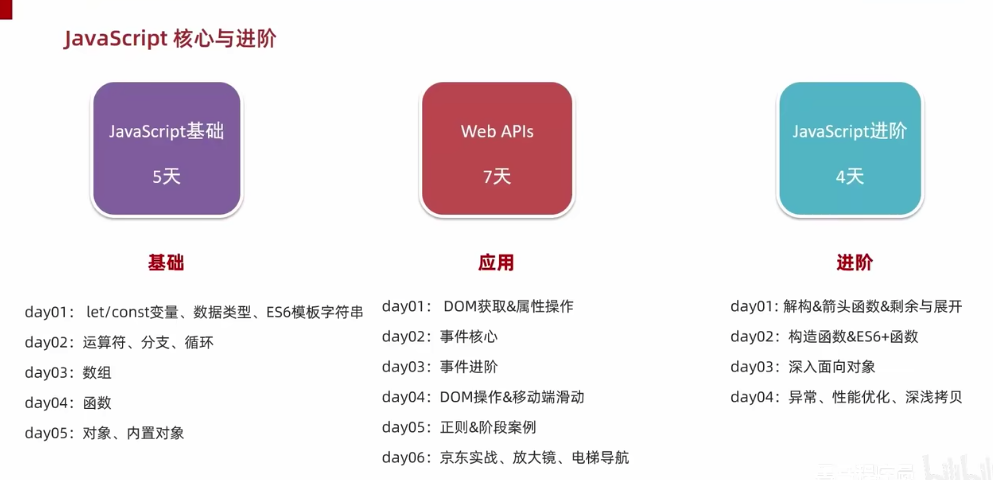 JavaScript 核心与进阶
JavaScript基础
5天
Web APIs
7天
JavaScript进阶
4天
基础
day01： let/const变量、数据类型、ES6模板字符串
day02：运算符、分支、循环
day03：数组
day04：函数
day05：对象、内置对象
应用
day01： DOM获取&属性操作
day02：事件核心
day03：事件进阶
day04：DOM操作&移动端滑动
day05：正则&阶段案例
day06：京东实战、放大镜、电梯导航
进阶
day01: 解构&箭头函数&剩余与展开
day02：构造函数&ES6+函数
day03：深入面向对象
day04：异常、性能优化、深浅拷贝